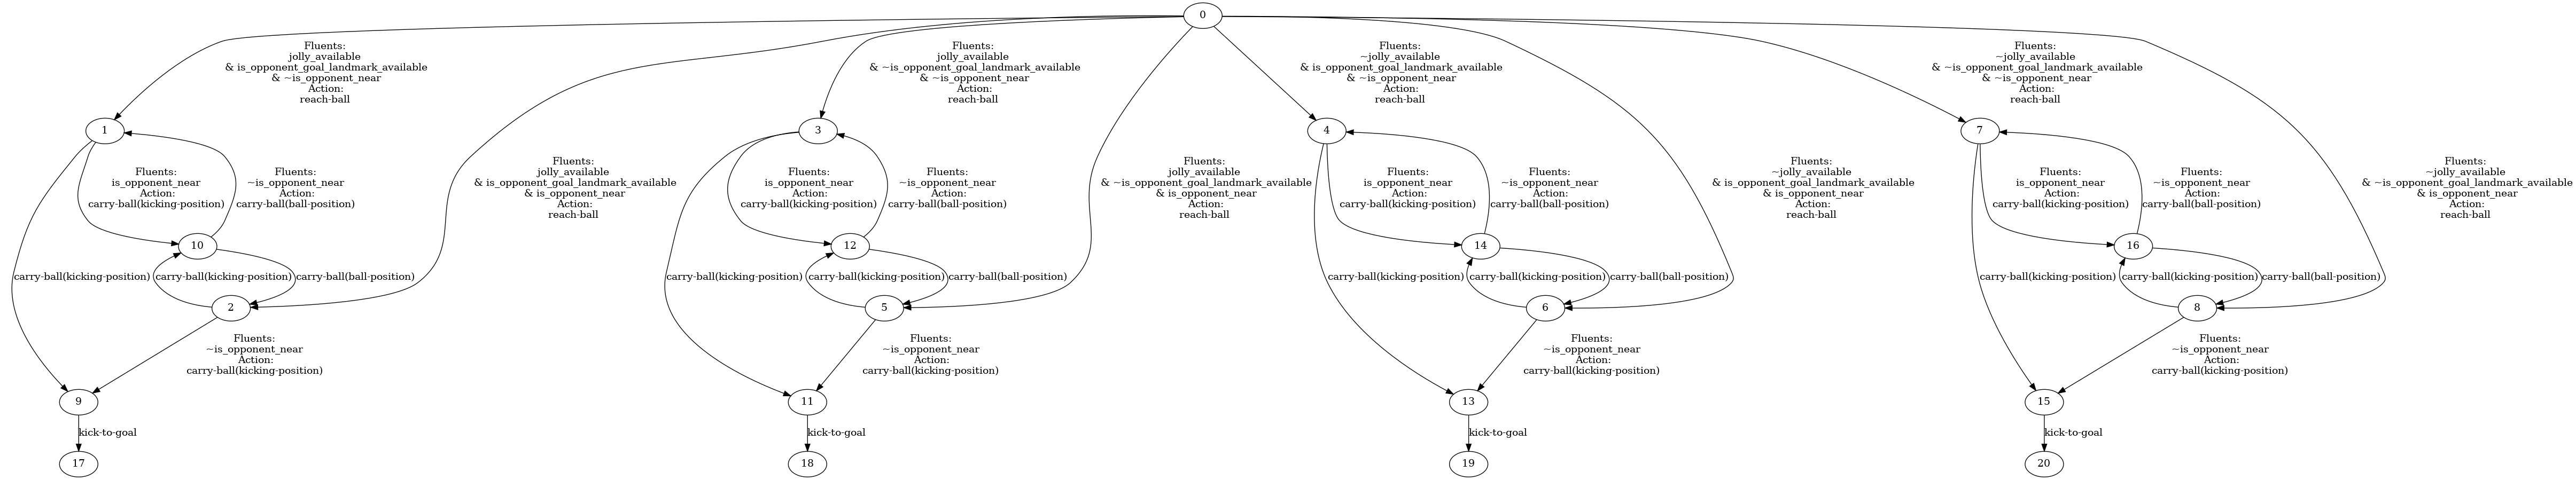 0
Fluents:
jolly_available
& is_opponent_goal_landmark_available
& ~is_opponent_near
Action:
reach-ball
Fluents:
jolly_available
& ~is_opponent_goal_landmark_available
& ~is_opponent_near
Action:
reach-ball
Fluents:
~jolly_available
& is_opponent_goal_landmark_available
& ~is_opponent_near
Action:
reach-ball
Fluents:
~jolly_available
& ~is_opponent_goal_landmark_available
& ~is_opponent_near
Action:
reach-ball
1
3
4
7
Fluents:
is_opponent_near
Action:
carry-ball(kicking-position)
Fluents:
~is_opponent_near
Action:
carry-ball(ball-position)
Fluents:
jolly_available
& is_opponent_goal_landmark_available
& is_opponent_near
Action:
reach-ball
Fluents:
is_opponent_near
Action:
carry-ball(kicking-position)
Fluents:
~is_opponent_near
Action:
carry-ball(ball-position)
Fluents:
jolly_available
& ~is_opponent_goal_landmark_available
& is_opponent_near
Action:
reach-ball
Fluents:
is_opponent_near
Action:
carry-ball(kicking-position)
Fluents:
~is_opponent_near
Action:
carry-ball(ball-position)
Fluents:
~jolly_available
& is_opponent_goal_landmark_available
& is_opponent_near
Action:
reach-ball
Fluents:
is_opponent_near
Action:
carry-ball(kicking-position)
Fluents:
~is_opponent_near
Action:
carry-ball(ball-position)
Fluents:
~jolly_available
& ~is_opponent_goal_landmark_available
& is_opponent_near
Action:
reach-ball
10
12
14
16
carry-ball(kicking-position)
carry-ball(kicking-position)
carry-ball(ball-position)
carry-ball(kicking-position)
carry-ball(kicking-position)
carry-ball(ball-position)
carry-ball(kicking-position)
carry-ball(kicking-position)
carry-ball(ball-position)
carry-ball(kicking-position)
carry-ball(kicking-position)
carry-ball(ball-position)
2
5
6
8
Fluents:
~is_opponent_near
Action:
carry-ball(kicking-position)
Fluents:
~is_opponent_near
Action:
carry-ball(kicking-position)
Fluents:
~is_opponent_near
Action:
carry-ball(kicking-position)
Fluents:
~is_opponent_near
Action:
carry-ball(kicking-position)
9
11
13
15
kick-to-goal
kick-to-goal
kick-to-goal
kick-to-goal
17
18
19
20